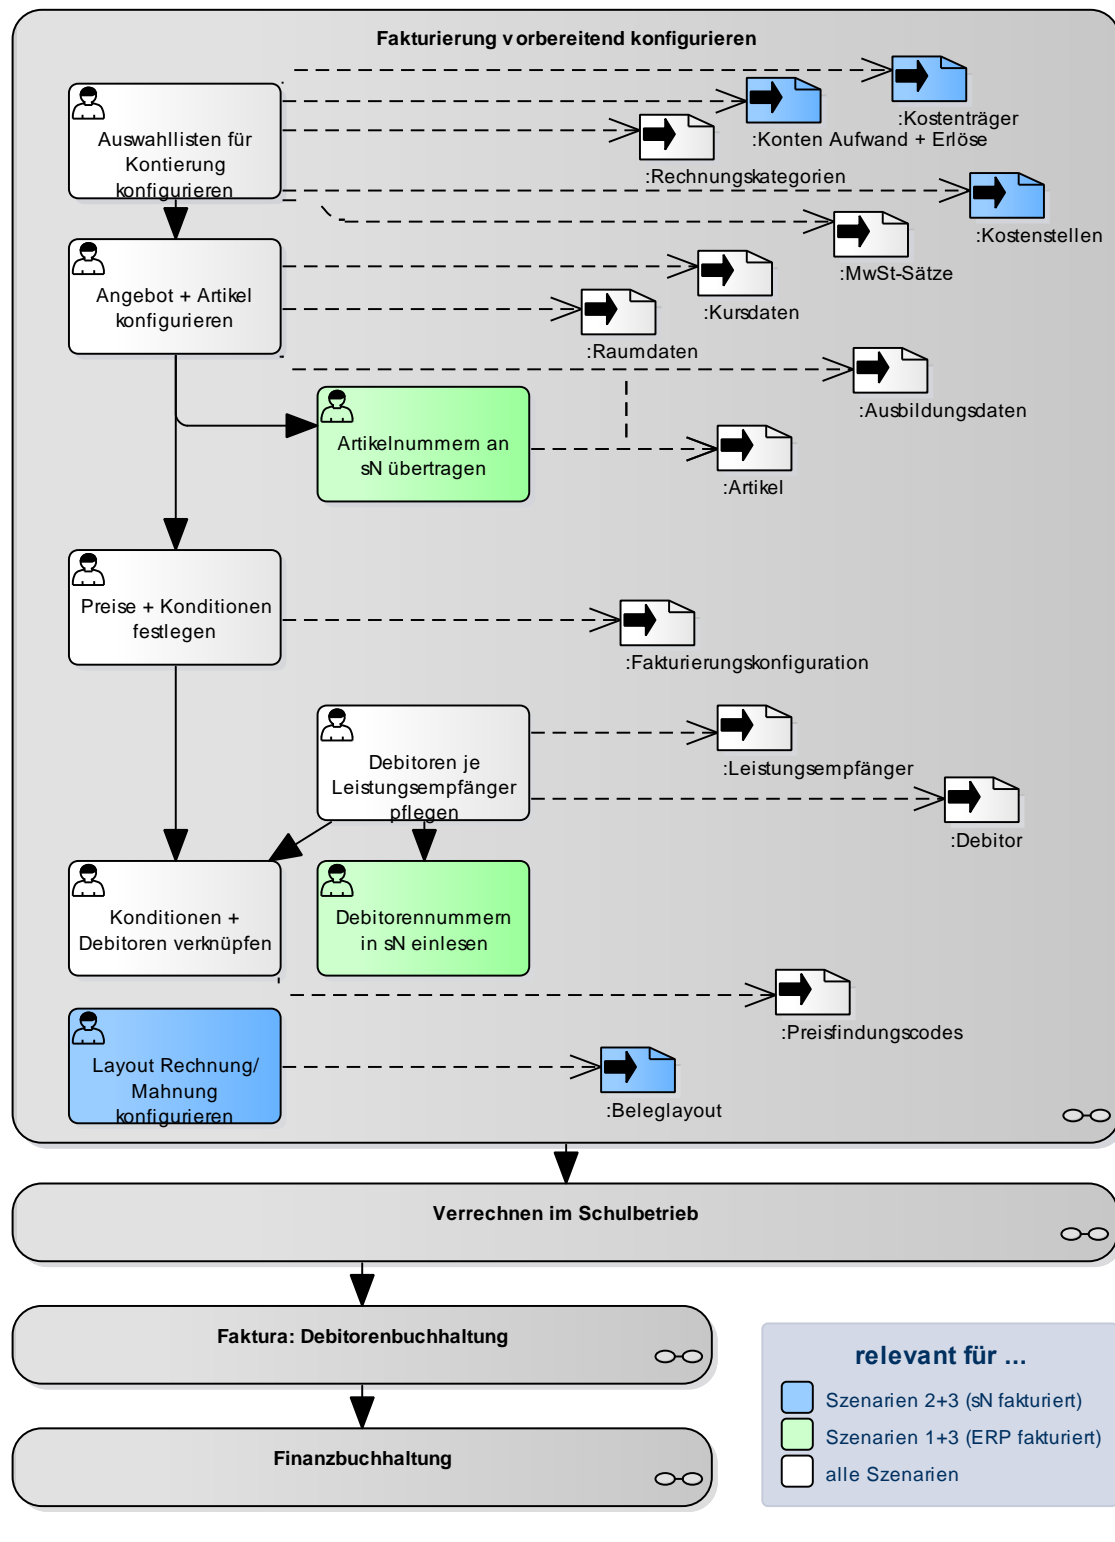 Fakturierung vorbereitend konfigurieren
Auswahllisten für
Kontierung
konfigurieren
:Kostenträger
:Konten Aufwand + Erlöse
:Rechnungskategorien
:Kostenstellen
:MwSt-Sätze
Angebot + Artikel
konfigurieren
:Kursdaten
:Raumdaten
:Ausbildungsdaten
Artikelnummern an
sN übertragen
:Artikel
Preise + Konditionen
festlegen
:Fakturierungskonfiguration
Debitoren je
Leistungsempfänger
pflegen
:Leistungsempfänger
:Debitor
Konditionen +
Debitoren verknüpfen
Debitorennummern
in sN einlesen
:Preisfindungscodes
Layout Rechnung/
Mahnung
konfigurieren
:Beleglayout
Verrechnen im Schulbetrieb
Faktura: Debitorenbuchhaltung
Finanzbuchhaltung
relevant für ...
Szenarien 2+3 (sN fakturiert)
Szenarien 1+3 (ERP fakturiert)
alle Szenarien